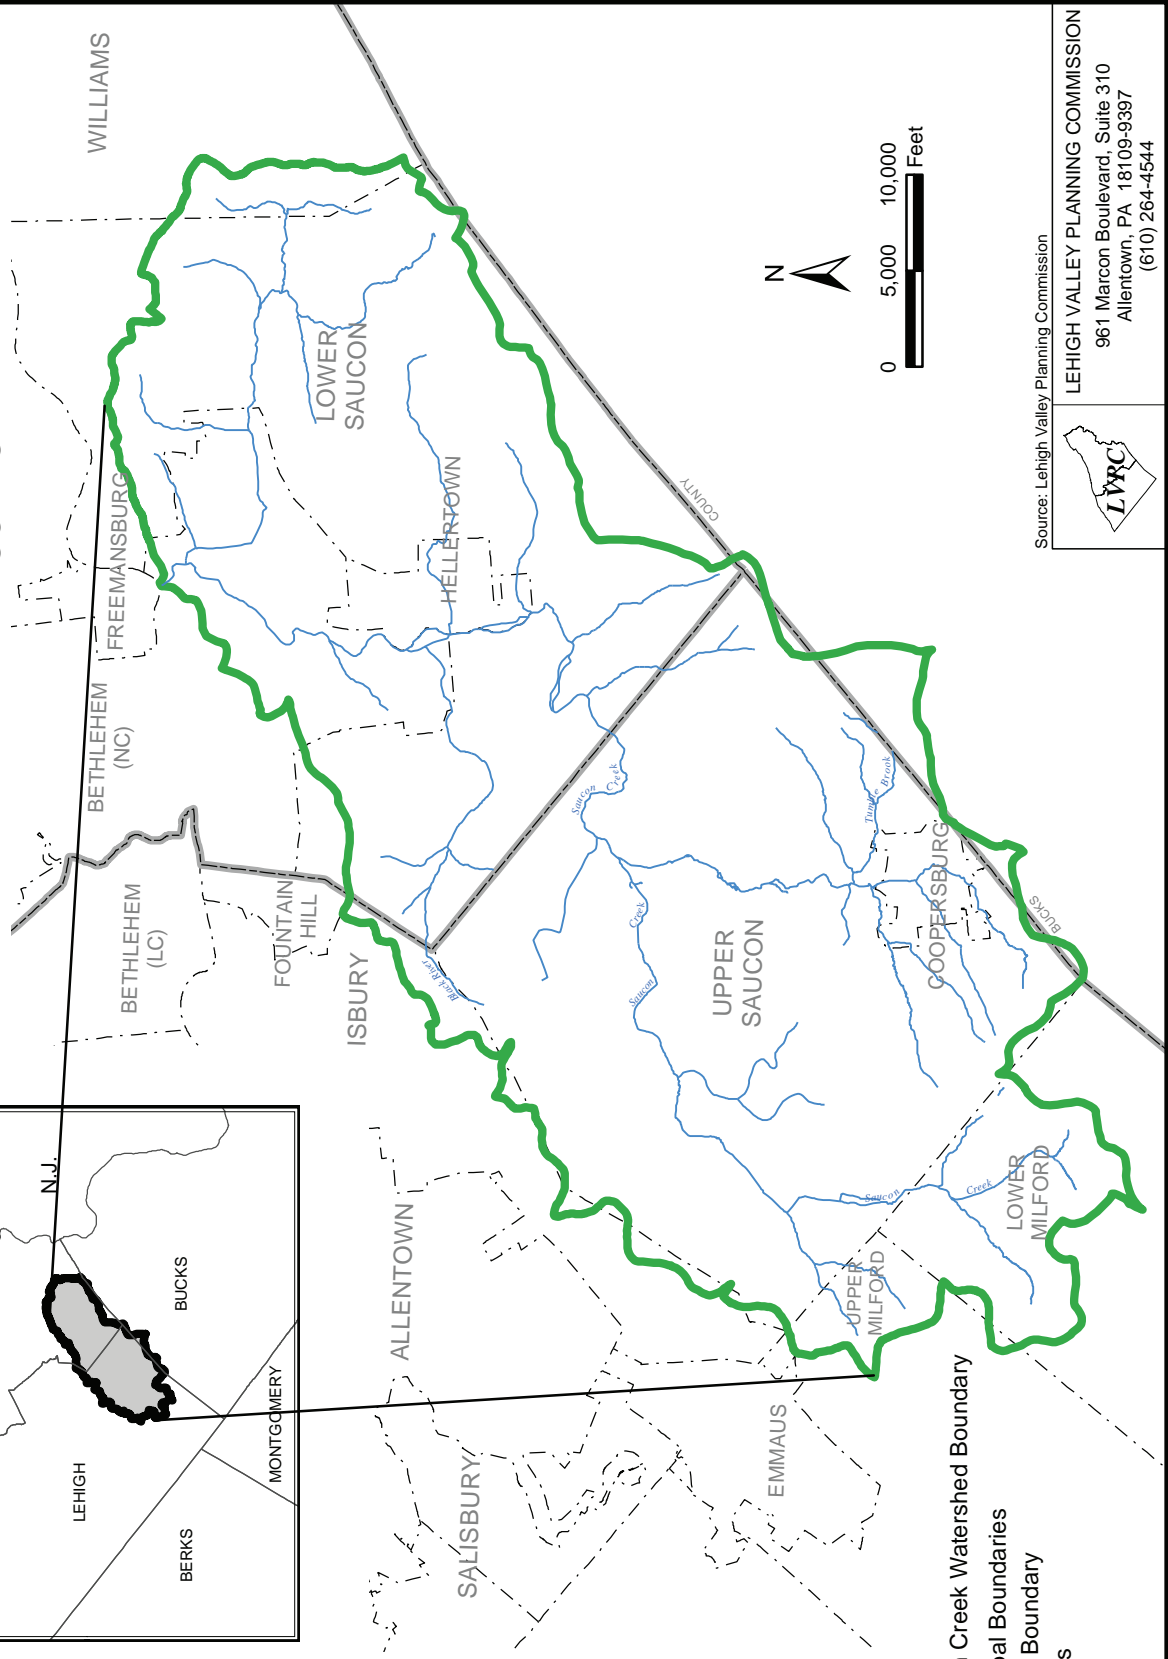 WILLIAMS
FREEMANSBURG
BETHLEHEM
(NC)
BETHLEHEM
(LC)
FOUNTAIN
HILL
ISBURY
LOWER
SAUCON
HELLERTOWN
COUNTY
BUCKS
Saucon
Creek
Tumble Brook
COOPERSBURG
Black River
Creek
Saucon
UPPER
SAUCON
Saucon
Creek
LOWER
MILFORD
UPPER
MILFORD
ALLENTOWN
SALISBURY
EMMAUS
N.J.
LEHIGH
BUCKS
MONTGOMERY
BERKS
N
0 5,000 10,000
Feet
Creek Watershed Boundary
Boundaries
Boundary
Source: Lehigh Valley Planning Commission
LVPC
LEHIGH VALLEY PLANNING COMMISSION
961 Marcon Boulevard, Suite 310
Allentown, PA 18109-9397
(610) 264-4544